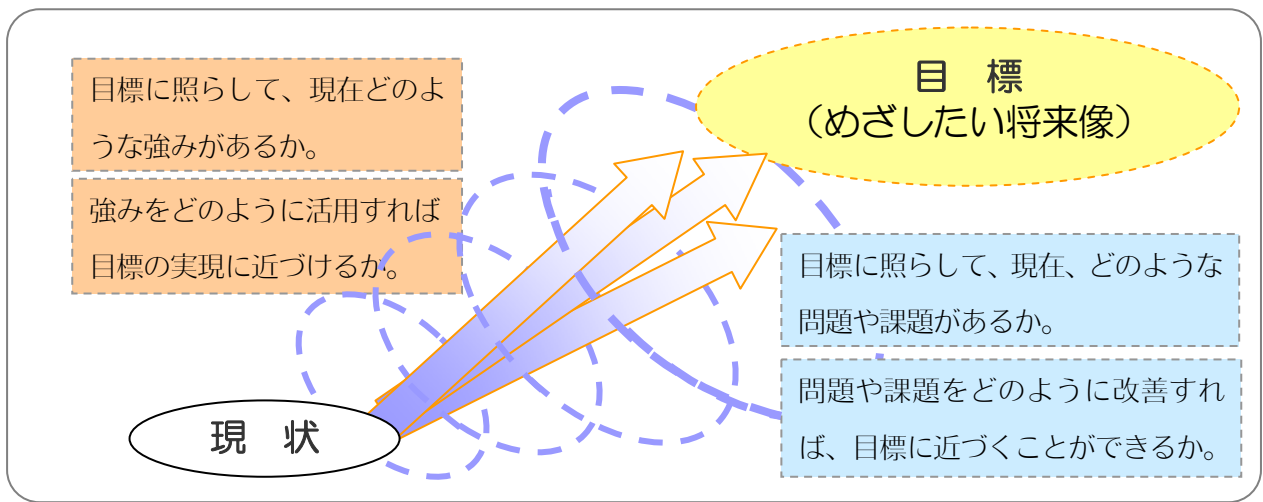 目標に照らして、現在どのよ
うな強みがあるか。
強みをどのように活用すれば
目標の実現に近づけるか。
目　標
（めざしたい将来像）
目標に照らして、現在、どのような
問題や課題があるか。
問題や課題をどのように改善すれ
ば、目標に近づくことができるか。
現　状